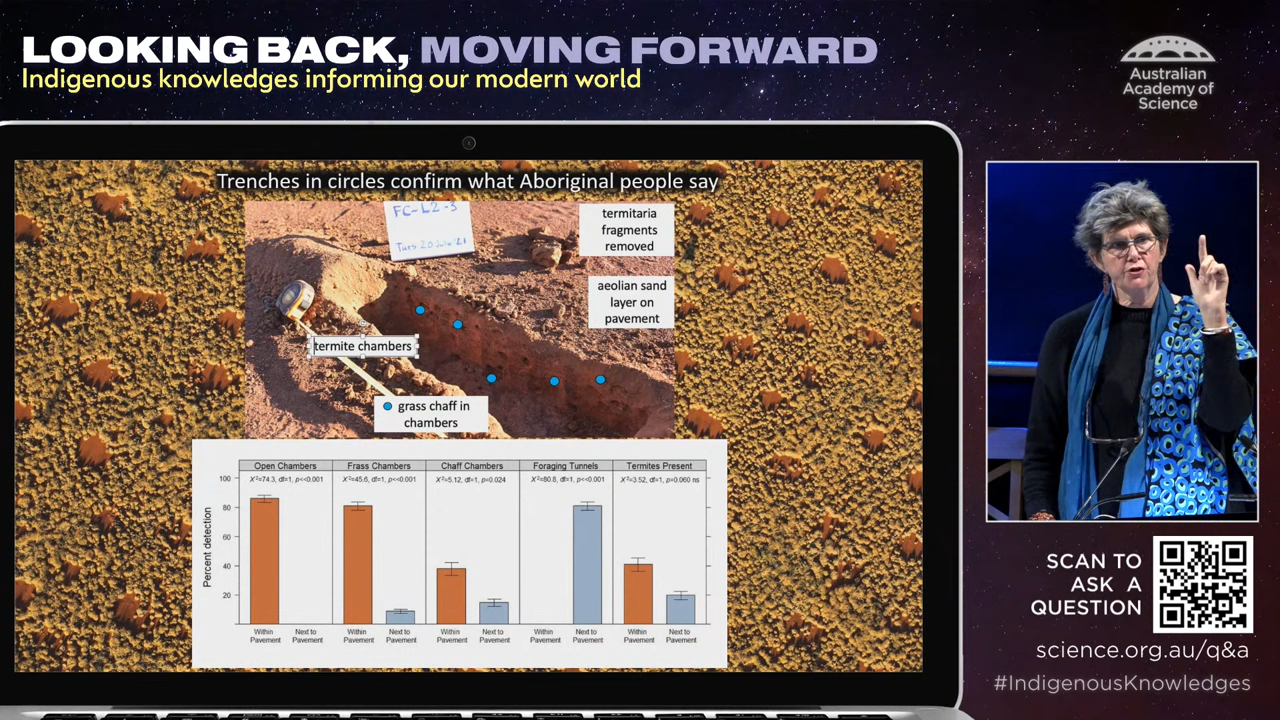 LOOKING BACK, MOVING FORWARD
Indigenous knowledges informing our modern world
Australian
Academy of
Science
Trenches in circles confirm what Aboriginal people say
FC-L2-3
Tues 20 July '21
termitaria
fragments
removed
aeolian sand
layer on
pavement
termite chambers
grass chaff in
chambers
Open Chambers Frass Chambers Chaff Chambers Foraging Tunnels Termites Present
X²=74.3, df=1, p<<0.001 X²=45.6, df=1, p<<0.001 X²=5.12, df=1, p=0.024 X²=80.8, df=1, p<<0.001 X²=3.52, df=1, p=0.060 ns
Percent detection
100
80
60
40
20
Within Next to Within Next to Within Next to Within Next to Within Next to
Pavement Pavement Pavement Pavement Pavement Pavement Pavement Pavement Pavement Pavement
SCAN TO
ASK A
QUESTION
science.org.au/q&a
#IndigenousKnowledges